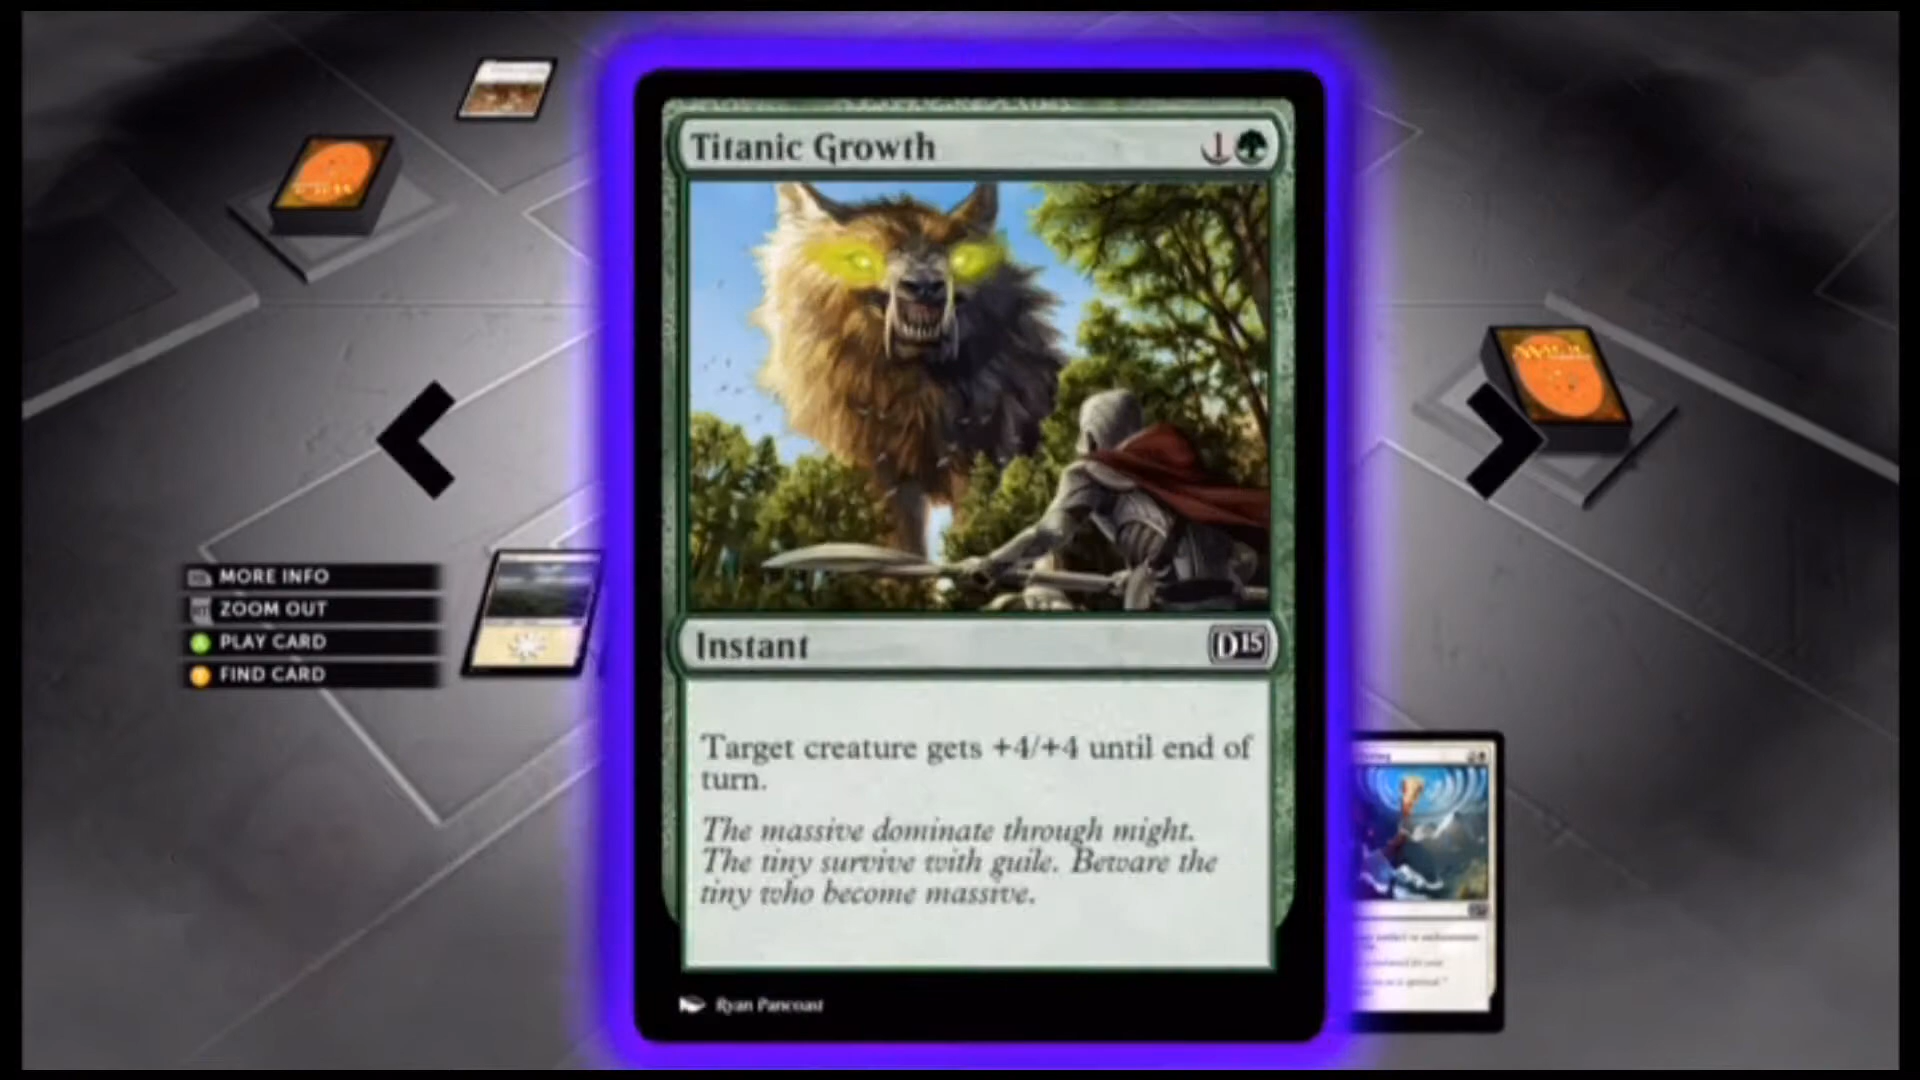 Titanic Growth 1
MORE INFO
ZOOM OUT
PLAY CARD
FIND CARD
Instant D15
Target creature gets +4/+4 until end of
turn.
The massive dominate through might.
The tiny survive with guile. Beware the
tiny who become massive.
Ryan Pancoast